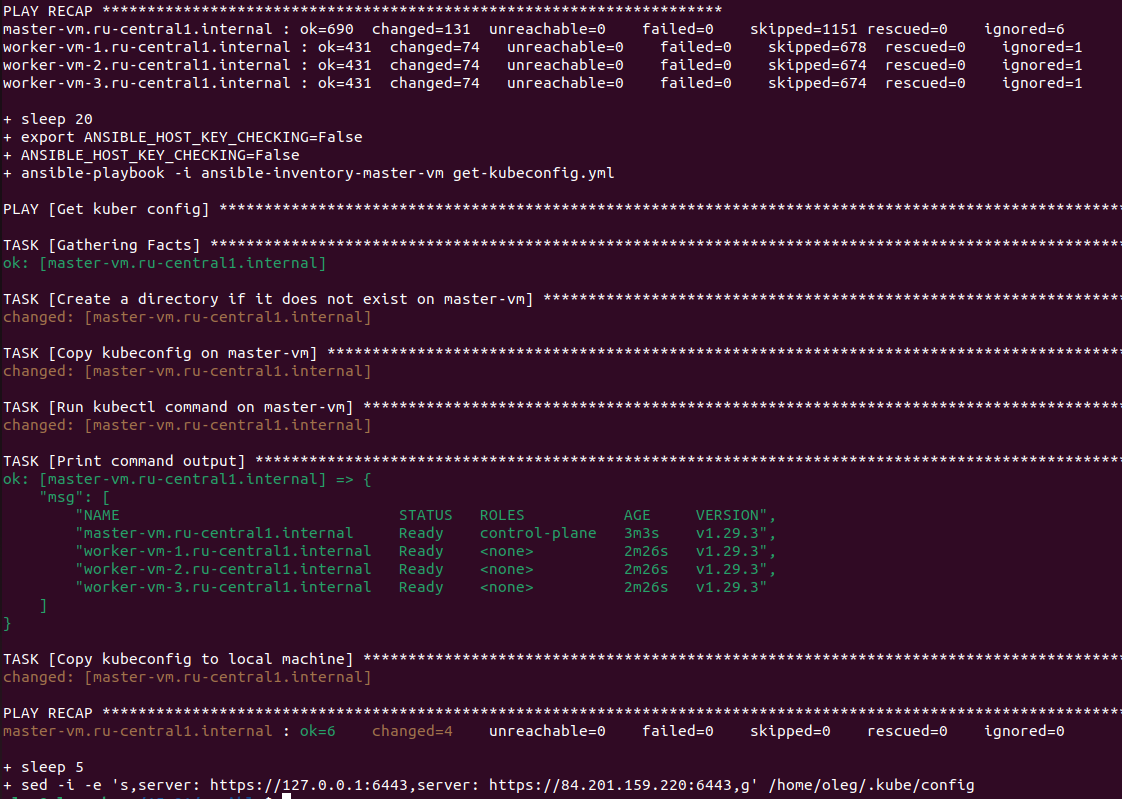 PLAY RECAP *********************************************************************
master-vm.ru-central1.internal : ok=690  changed=131  unreachable=0    failed=0    skipped=1151 rescued=0    ignored=6
worker-vm-1.ru-central1.internal : ok=431  changed=74   unreachable=0    failed=0    skipped=678  rescued=0    ignored=1
worker-vm-2.ru-central1.internal : ok=431  changed=74   unreachable=0    failed=0    skipped=674  rescued=0    ignored=1
worker-vm-3.ru-central1.internal : ok=431  changed=74   unreachable=0    failed=0    skipped=674  rescued=0    ignored=1
+ sleep 20
+ export ANSIBLE_HOST_KEY_CHECKING=False
+ ANSIBLE_HOST_KEY_CHECKING=False
+ ansible-playbook -i ansible-inventory-master-vm get-kubeconfig.yml
PLAY [Get kuber config] *****************************************************************************************************
TASK [Gathering Facts] ******************************************************************************************************
ok: [master-vm.ru-central1.internal]
TASK [Create a directory if it does not exist on master-vm] *****************************************************************
changed: [master-vm.ru-central1.internal]
TASK [Copy kubeconfig on master-vm] *****************************************************************************************
changed: [master-vm.ru-central1.internal]
TASK [Run kubectl command on master-vm] *************************************************************************************
changed: [master-vm.ru-central1.internal]
TASK [Print command output] *************************************************************************************************
ok: [master-vm.ru-central1.internal] => {
    "msg": [
        "NAME                               STATUS   ROLES           AGE     VERSION",
        "master-vm.ru-central1.internal     Ready    control-plane   3m3s    v1.29.3",
        "worker-vm-1.ru-central1.internal   Ready    <none>          2m26s   v1.29.3",
        "worker-vm-2.ru-central1.internal   Ready    <none>          2m26s   v1.29.3",
        "worker-vm-3.ru-central1.internal   Ready    <none>          2m26s   v1.29.3"
    ]
}
TASK [Copy kubeconfig to local machine] *************************************************************************************
changed: [master-vm.ru-central1.internal]
PLAY RECAP ******************************************************************************************************************
master-vm.ru-central1.internal : ok=6    changed=4    unreachable=0    failed=0    skipped=0    rescued=0    ignored=0
+ sleep 5
+ sed -i -e 's,server: https://127.0.0.1:6443,server: https://84.201.159.220:6443,g' /home/oleg/.kube/config